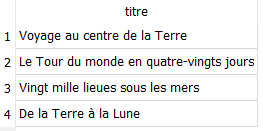 titre
1 Voyage au centre de la Terre
2 Le Tour du monde en quatre-vingts jours
3 Vingt mille lieues sous les mers
4 De la Terre à la Lune